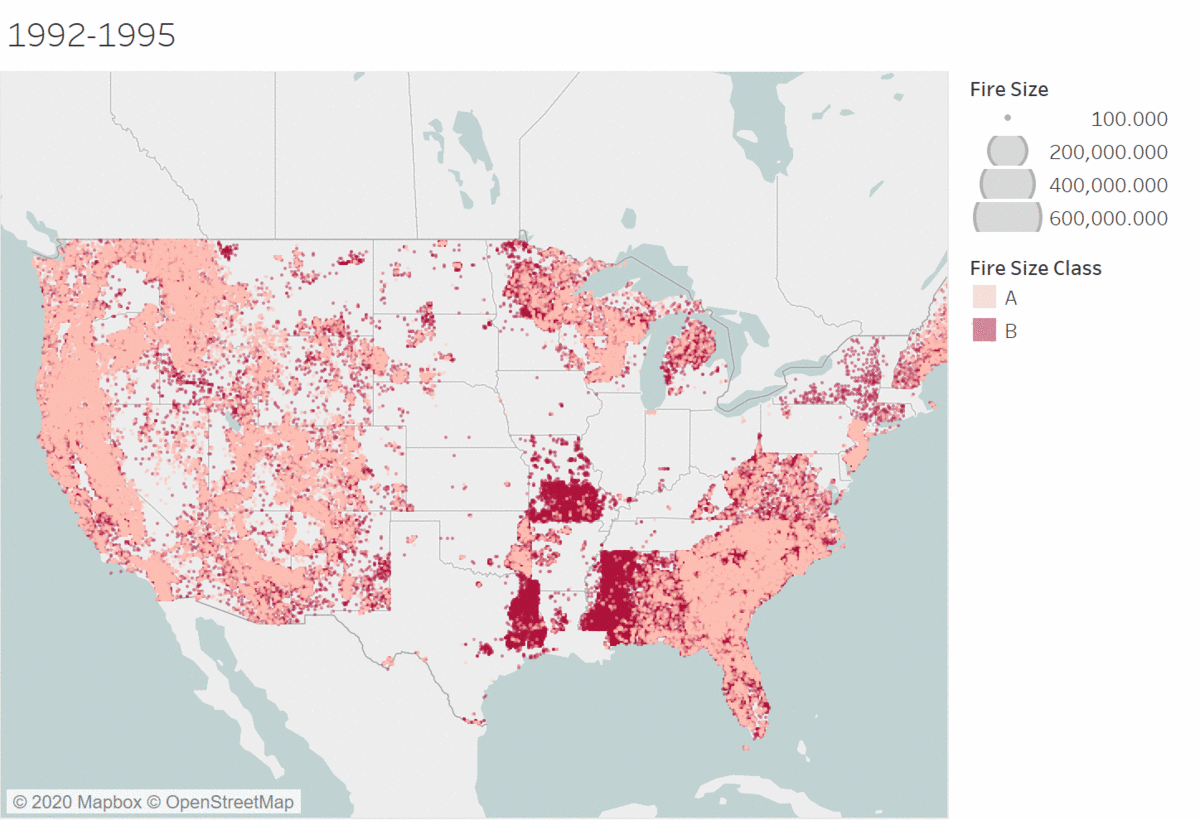 1992-1995
Fire Size
100.000
200,000.000
400,000.000
600,000.000
Fire Size Class
A
B
© 2020 Mapbox © OpenStreetMap